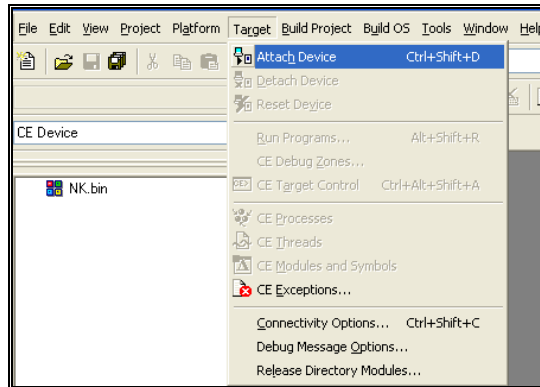 File Edit View Project Platform Target Build Project Build OS Tools Window Help
Attach Device Ctrl+Shift+D
Detach Device
Reset Device
CE Device
Run Programs... Alt+Shift+R
CE Debug Zones...
CE Target Control Ctrl+Alt+Shift+A
NK.bin
CE Processes
CE Threads
CE Modules and Symbols
CE Exceptions...
Connectivity Options... Ctrl+Shift+C
Debug Message Options...
Release Directory Modules...